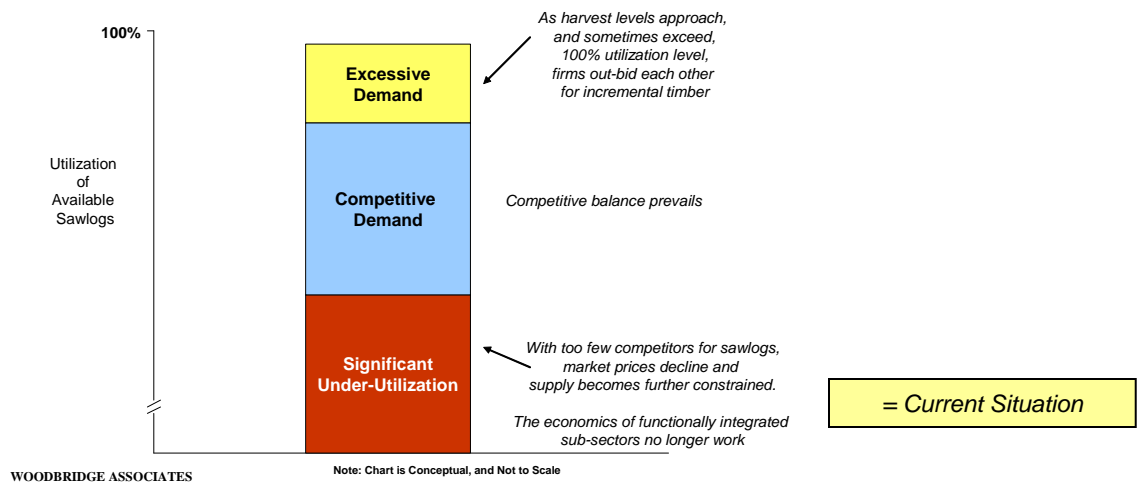 100%
As harvest levels approach,
and sometimes exceed,
100% utilization level,
firms out-bid each other
for incremental timber
Excessive
Demand
Utilization
of
Available
Sawlogs
Competitive
Demand
Competitive balance prevails
Significant
Under-Utilization
With too few competitors for sawlogs,
market prices decline and
supply becomes further constrained.
The economics of functionally integrated
sub-sectors no longer work
= Current Situation
Note: Chart is Conceptual, and Not to Scale
WOODBRIDGE ASSOCIATES